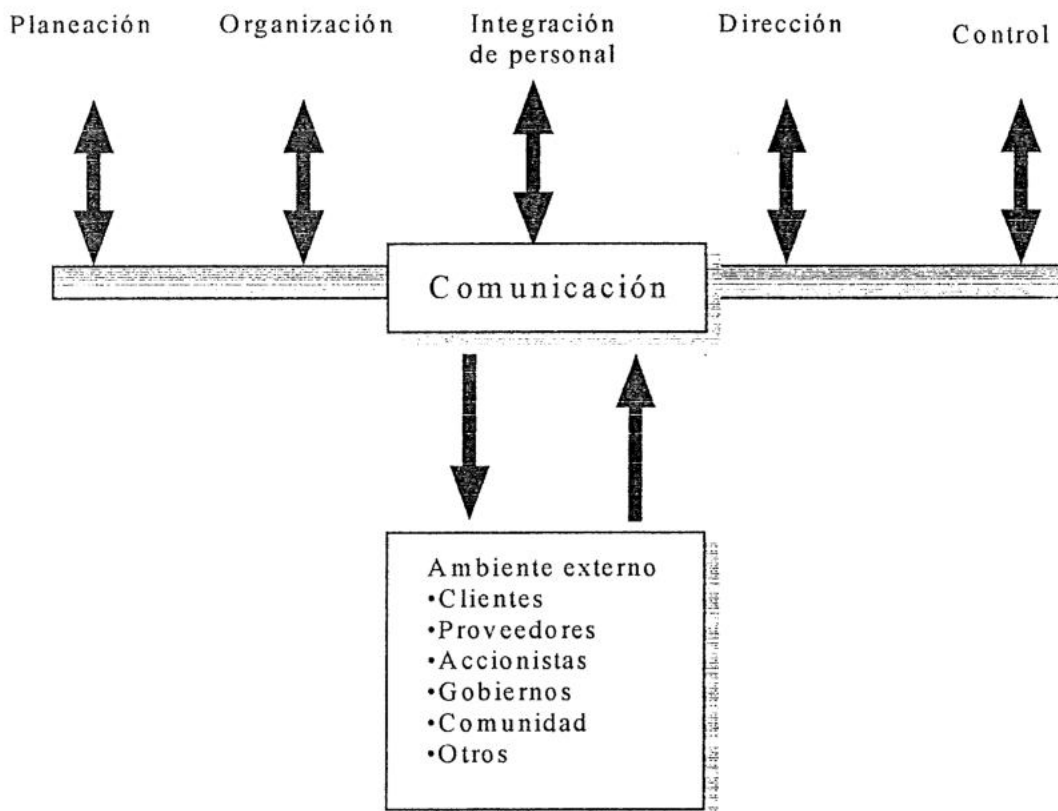 Planeación
Organización
Integración
de personal
Dirección
Control
Comunicación
Ambiente externo
•Clientes
•Proveedores
•Accionistas
•Gobiernos
•Comunidad
•Otros